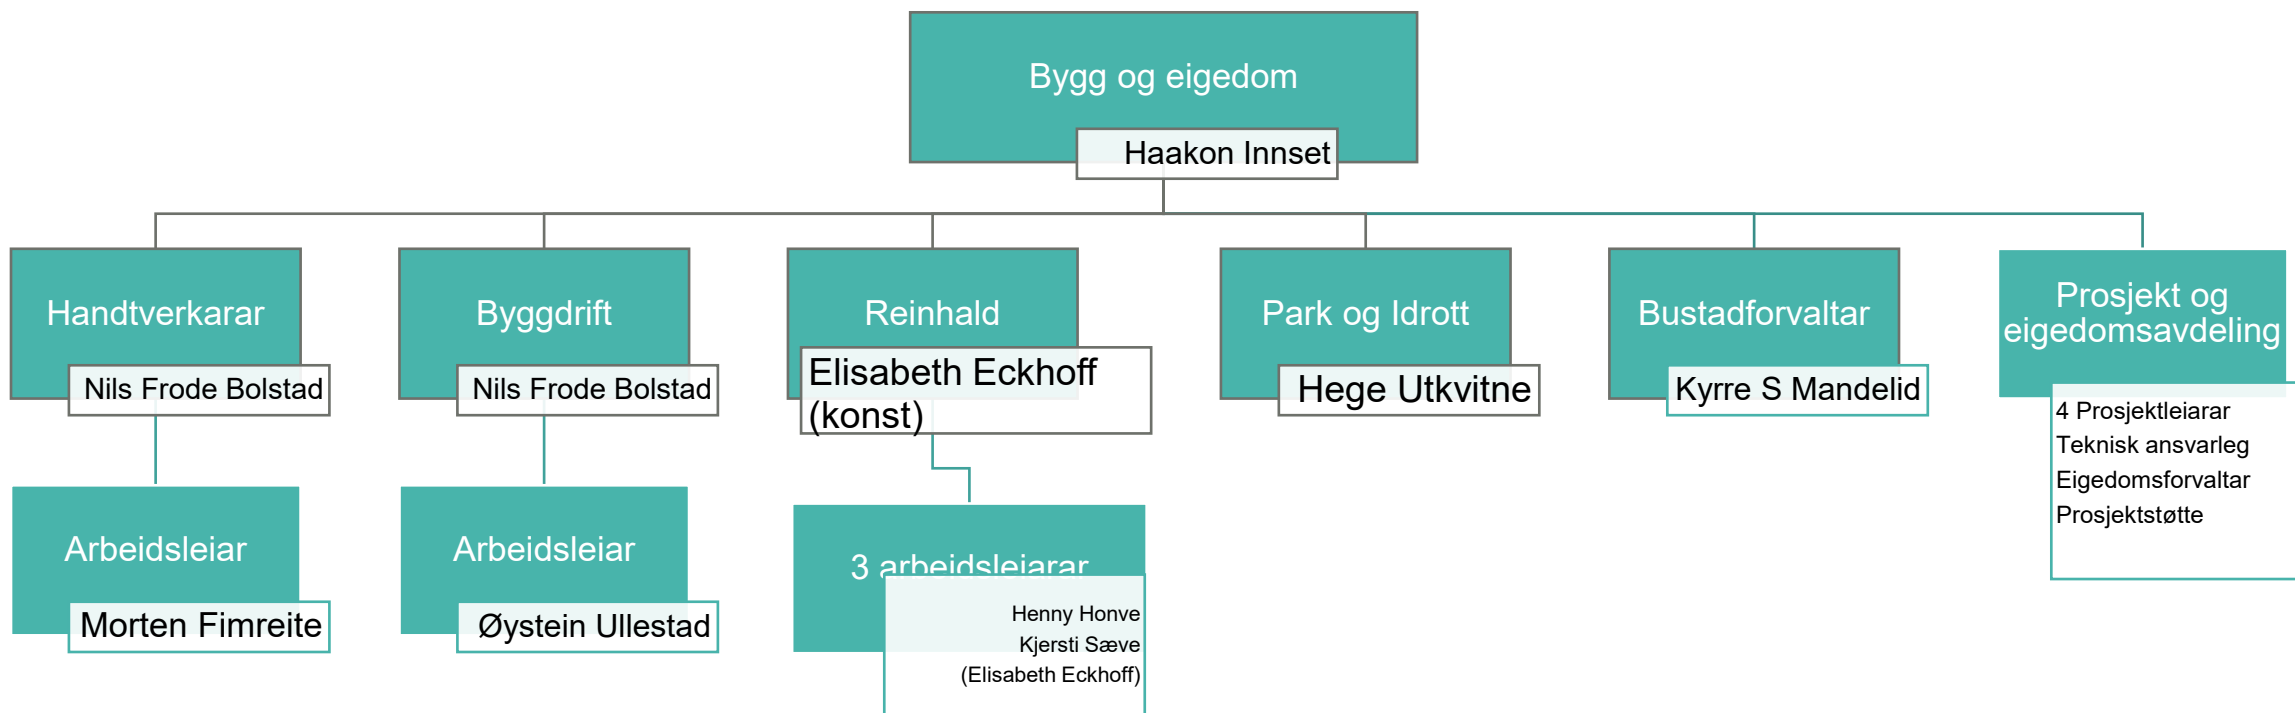 Bygg og eigedom
Haakon Innset
Handtverkarar
Nils Frode Bolstad
Byggdrift
Nils Frode Bolstad
Reinhald
Elisabeth Eckhoff
(konst)
Park og Idrott
Hege Utkvitne
Bustadforvaltar
Kyrre S Mandelid
Prosjekt og
eigedomsavdeling
4 Prosjektleiarar
Teknisk ansvarleg
Eigedomsforvaltar
Prosjektstøtte
Arbeidsleiar
Morten Fimreite
Arbeidsleiar
Øystein Ullestad
3 arbeidsleiarar
Henny Honve
Kjersti Sæve
(Elisabeth Eckhoff)